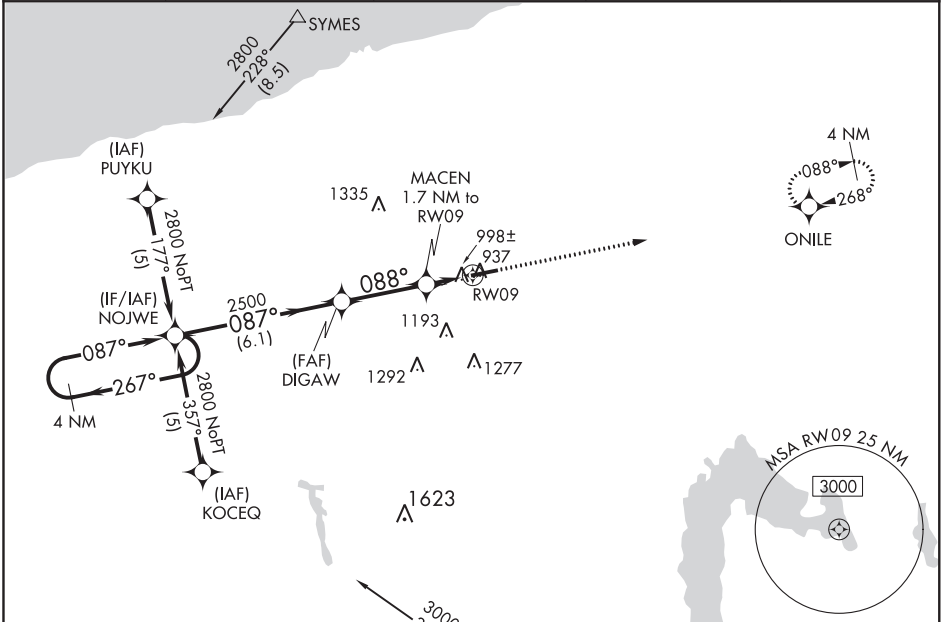 SYMES
2800
228°
(8.5)
(IAF)
PUYKU
2800 NoPT
177°
(5)
1335
MACEN
1.7 NM to
RW09
998±
937
RW09
4 NM
088°
268°
ONILE
(IF/IAF)
NOJWE
2500
087°
(6.1)
088°
(FAF)
DIGAW
1193
1292
1277
087°
267°
4 NM
2800 NoPT
357°
(5)
(IAF)
KOCEQ
1623
3000
MSA RW09 25 NM
3000